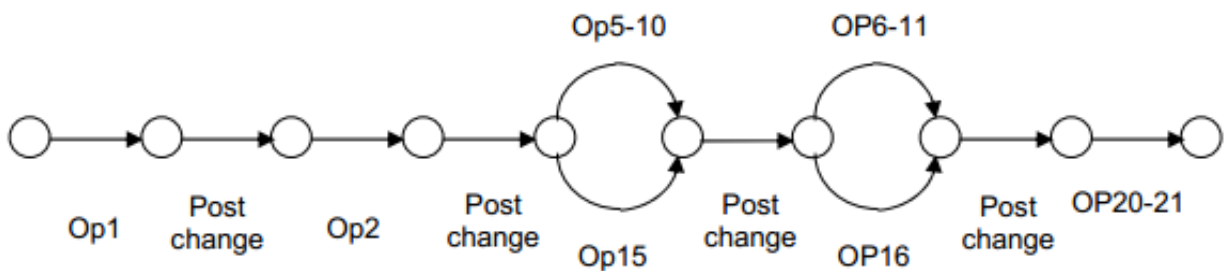 Op5-10
OP6-11
Op1
Post
change
Op2
Post
change
Op15
Post
change
OP16
Post
change
OP20-21